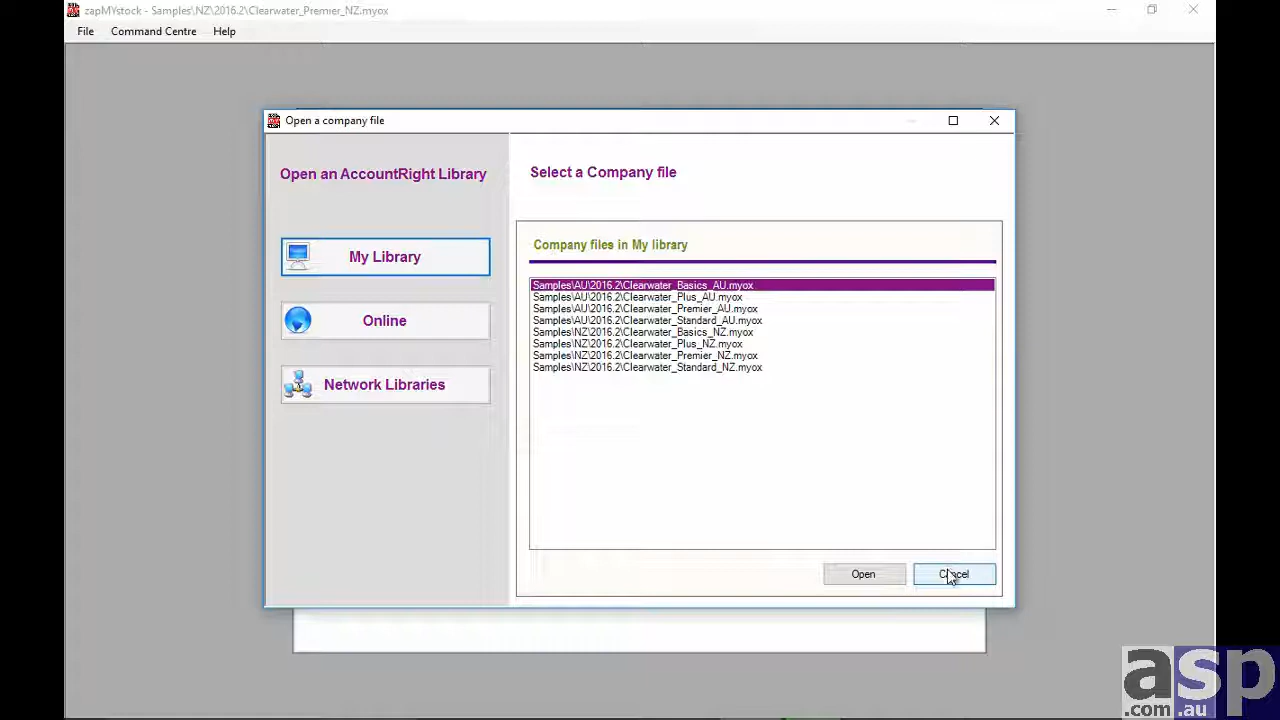 zapMYstock - Samples\NZ\2016.2\Clearwater_Premier_NZ.myox
File Command Centre Help
Open a company file
Open an AccountRight Library
Select a Company file
My Library
Online
Network Libraries
Company files in My library
Samples\AU\2016.2\Clearwater_Basics_AU.myox
Samples\AU\2016.2\Clearwater_Plus_AU.myox
Samples\AU\2016.2\Clearwater_Premier_AU.myox
Samples\AU\2016.2\Clearwater_Standard_AU.myox
Samples\NZ\2016.2\Clearwater_Basics_NZ.myox
Samples\NZ\2016.2\Clearwater_Plus_NZ.myox
Samples\NZ\2016.2\Clearwater_Premier_NZ.myox
Samples\NZ\2016.2\Clearwater_Standard_NZ.myox
Open Cancel
asp
.com.au